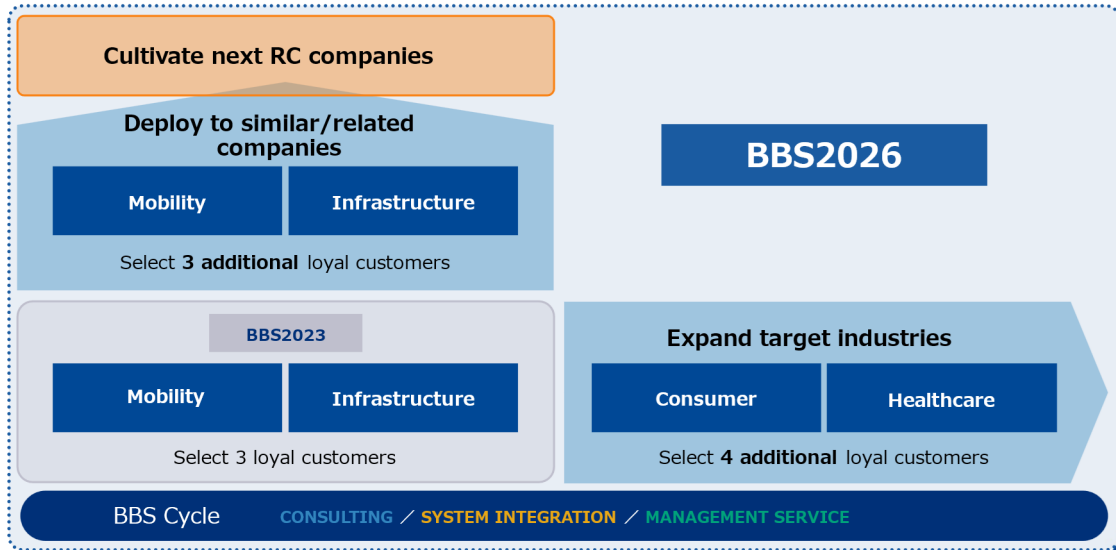 Cultivate next RC companies
Deploy to similar/related
companies
Mobility
Infrastructure
Select 3 additional loyal customers
BBS2026
BBS2023
Mobility
Infrastructure
Select 3 loyal customers
Expand target industries
Consumer
Healthcare
Select 4 additional loyal customers
BBS Cycle CONSULTING / SYSTEM INTEGRATION / MANAGEMENT SERVICE